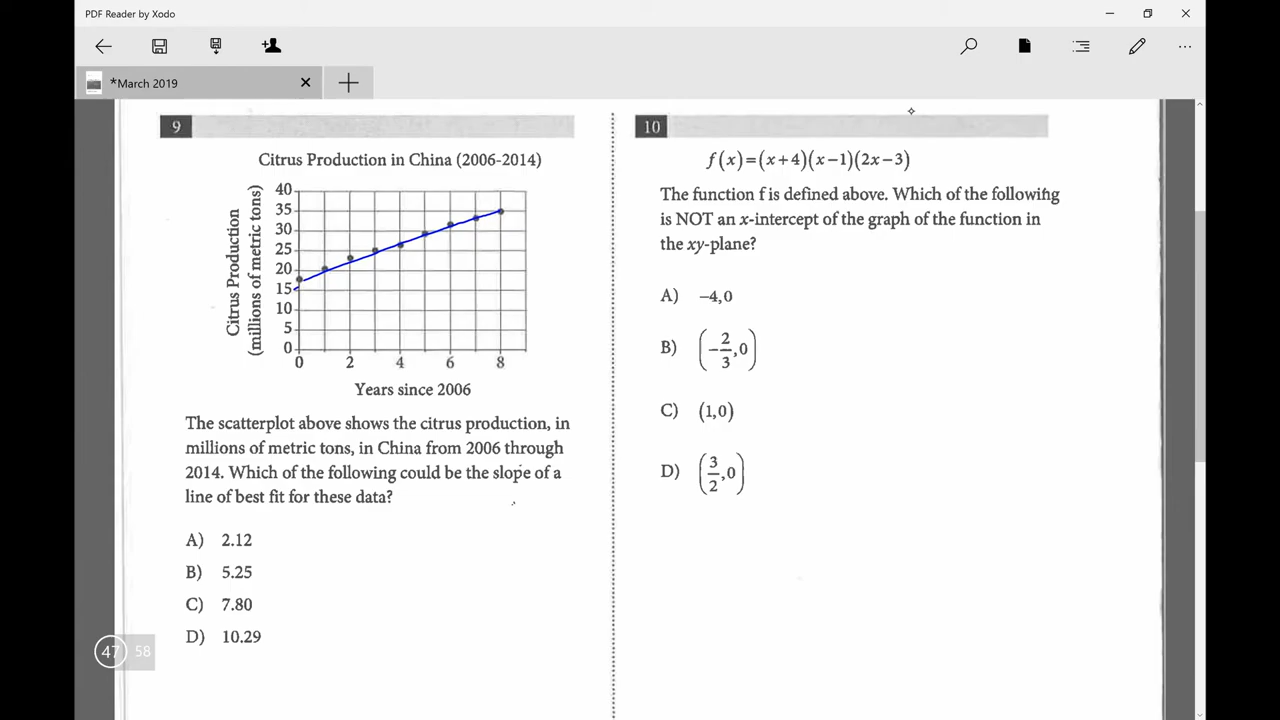 PDF Reader by Xodo
*March 2019
9
Citrus Production in China (2006-2014)
Citrus Production
(millions of metric tons)
40
35
30
25
20
15
10
5
0
0 2 4 6 8
Years since 2006
The scatterplot above shows the citrus production, in
millions of metric tons, in China from 2006 through
2014. Which of the following could be the slope of a
line of best fit for these data?
A) 2.12
B) 5.25
C) 7.80
D) 10.29
47 58
10
f(x)=(x+4)(x−1)(2x−3)
The function f is defined above. Which of the following
is NOT an x-intercept of the graph of the function in
the xy-plane?
A) −4,0
B) (−2/3,0)
C) (1,0)
D) (3/2,0)